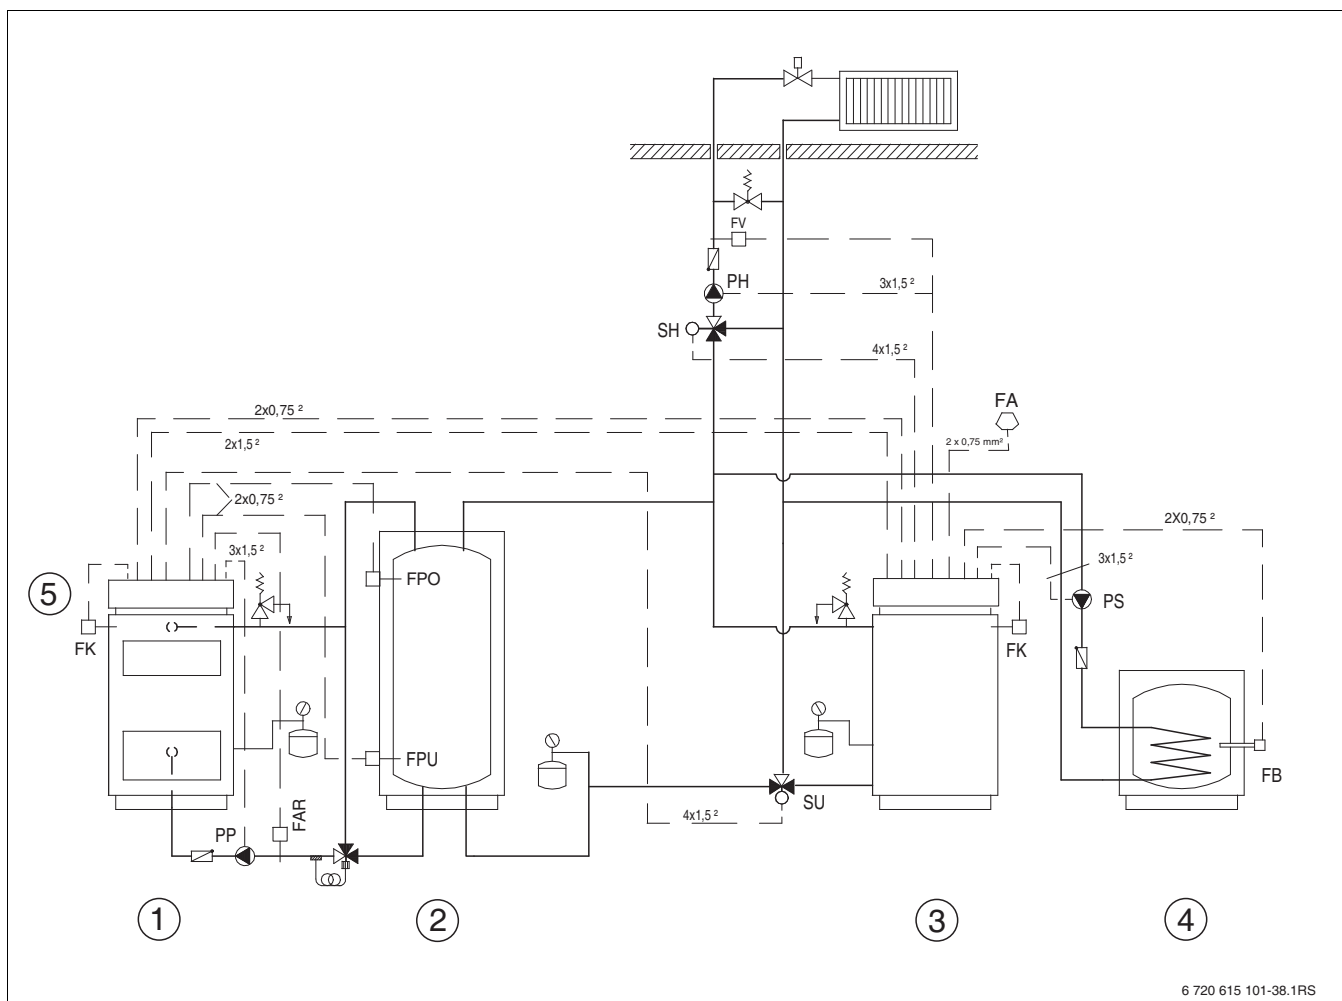 FV
PH
3x1,5 ²
SH
4x1,5 ²
FA
2x0,75 ²
2x1,5 ²
2 x 0,75 mm²
2x0,75 ²
2X0,75 ²
3x1,5 ²
3x1,5 ²
5
FPO
PS
FK
FK
FPU
FB
SU
4x1,5 ²
FAR
PP
1
2
3
4
6 720 615 101-38.1RS